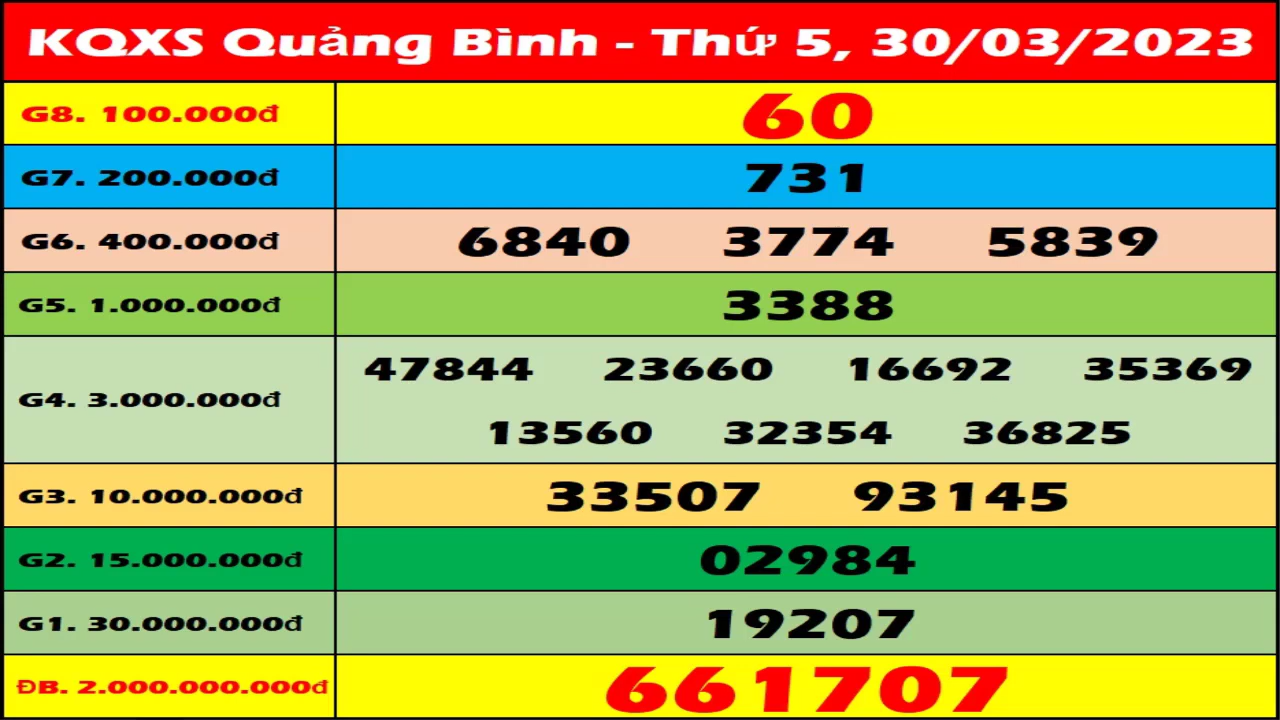 KQXS Quảng Bình - Thứ 5, 30/03/2023
G8. 100.000đ 60
G7. 200.000đ 731
G6. 400.000đ 6840 3774 5839
G5. 1.000.000đ 3388
G4. 3.000.000đ 47844 23660 16692 35369
13560 32354 36825
G3. 10.000.000đ 33507 93145
G2. 15.000.000đ 02984
G1. 30.000.000đ 19207
ĐB. 2.000.000.000đ 661707